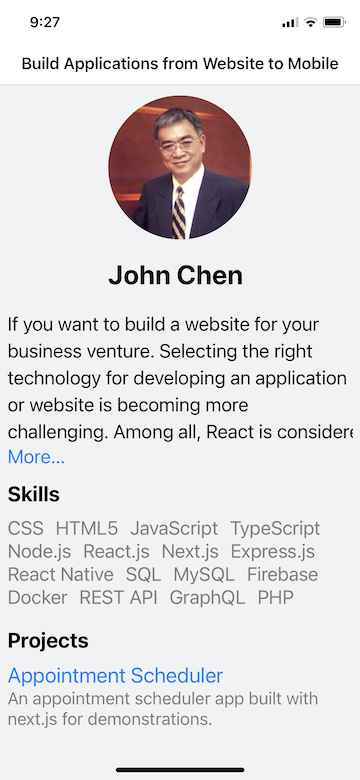 9:27
Build Applications from Website to Mobile
John Chen
If you want to build a website for your
business venture. Selecting the right
technology for developing an application
or website is becoming more
challenging. Among all, React is considere
More...
Skills
CSS HTML5 JavaScript TypeScript
Node.js React.js Next.js Express.js
React Native SQL MySQL Firebase
Docker REST API GraphQL PHP
Projects
Appointment Scheduler
An appointment scheduler app built with
next.js for demonstrations.